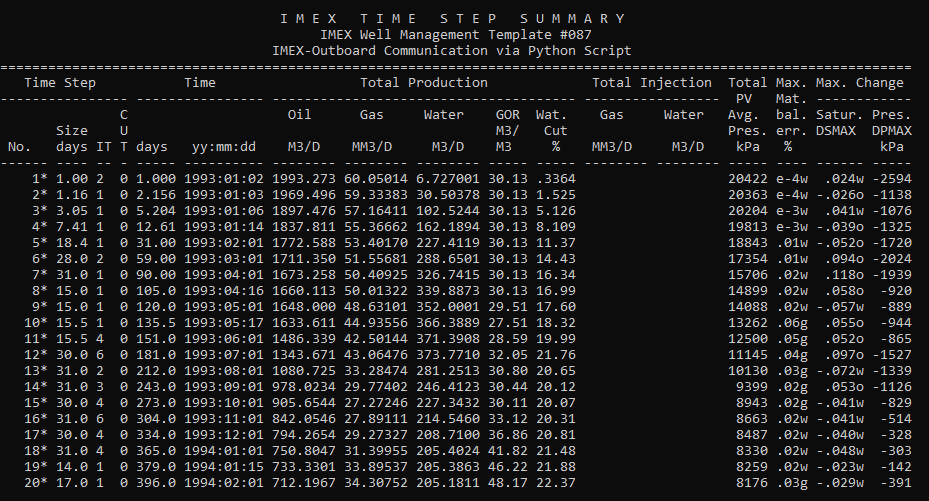 I M E X   T I M E   S T E P   S U M M A R Y
IMEX Well Management Template #087
IMEX-Outboard Communication via Python Script
==================================================================================================================
Time Step Time Total Production Total Injection Total Max. Max. Change
PV Mat.
C Oil Gas Water GOR Wat. Gas Water Avg. bal. Satur. Pres.
Size U M3/ Cut Pres. err. DSMAX DPMAX
No. days IT T days yy:mm:dd M3/D MM3/D M3/D M3 % MM3/D M3/D kPa % kPa
1* 1.00 2 0 1.000 1993:01:02 1993.273 60.05014 6.727001 30.13 .3364 20422 e-4w .024w -2594
2* 1.16 1 0 2.156 1993:01:03 1969.496 59.33383 30.50378 30.13 1.525 20363 e-4w -.026o -1138
3* 3.05 1 0 5.204 1993:01:06 1897.476 57.16411 102.5244 30.13 5.126 20204 e-3w .041w -1076
4* 7.41 1 0 12.61 1993:01:14 1837.811 55.36662 162.1894 30.13 8.109 19813 e-3w -.039o -1325
5* 18.4 1 0 31.00 1993:02:01 1772.588 53.40170 227.4119 30.13 11.37 18843 .01w -.052o -1720
6* 28.0 2 0 59.00 1993:03:01 1711.350 51.55681 288.6501 30.13 14.43 17354 .01w .094o -2024
7* 31.0 1 0 90.00 1993:04:01 1673.258 50.40925 326.7415 30.13 16.34 15706 .02w .118o -1939
8* 15.0 1 0 105.0 1993:04:16 1660.113 50.01322 339.8873 30.13 16.99 14899 .02w .058o -920
9* 15.0 1 0 120.0 1993:05:01 1648.000 48.63101 352.0001 29.51 17.60 14088 .02w -.057w -889
10* 15.5 1 0 135.5 1993:05:17 1633.611 44.93556 366.3889 27.51 18.32 13262 .06g .055o -944
11* 15.5 4 0 151.0 1993:06:01 1486.339 42.50144 371.3908 28.59 19.99 12500 .05g .052o -865
12* 30.0 6 0 181.0 1993:07:01 1343.671 43.06476 373.7710 32.05 21.76 11145 .04g .097o -1527
13* 31.0 2 0 212.0 1993:08:01 1080.725 33.28474 281.2513 30.80 20.65 10130 .03g -.072w -1339
14* 31.0 3 0 243.0 1993:09:01 978.0234 29.77402 246.4123 30.44 20.12 9399 .02g .053o -1126
15* 30.0 4 0 273.0 1993:10:01 905.6544 27.27246 227.3432 30.11 20.07 8943 .02g -.041w -829
16* 31.0 6 0 304.0 1993:11:01 842.0546 27.89111 214.5460 33.12 20.31 8663 .02w -.041w -514
17* 30.0 4 0 334.0 1993:12:01 794.2654 29.27327 208.7100 36.86 20.81 8487 .02w -.040w -328
18* 31.0 4 0 365.0 1994:01:01 750.8047 31.39955 205.4024 41.82 21.48 8330 .02w -.048w -303
19* 14.0 1 0 379.0 1994:01:15 733.3301 33.89537 205.3863 46.22 21.88 8259 .02w -.023w -142
20* 17.0 1 0 396.0 1994:02:01 712.1967 34.30752 205.1811 48.17 22.37 8176 .03g -.029w -391